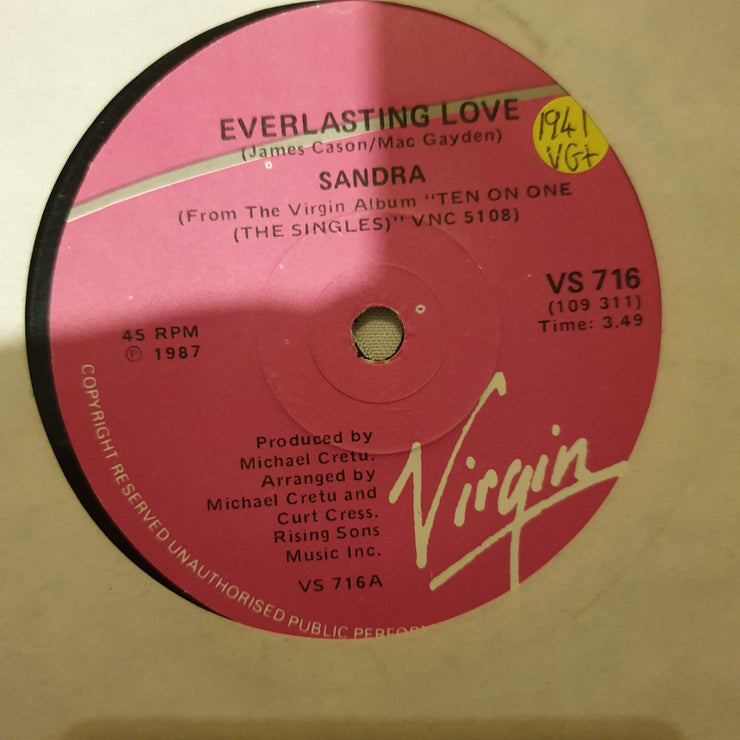 EVERLASTING LOVE
(James Cason/Mac Gayden)
SANDRA
(From The Virgin Album "TEN ON ONE
(THE SINGLES)" VNC 5108)
1941
VG+
VS 716
(109 311)
Time: 3.49
45 RPM
Ⓟ 1987
Produced by
Michael Cretu.
Arranged by
Michael Cretu and
Curt Cress.
Rising Sons
Music Inc.
VS 716A
Virgin
COPYRIGHT RESERVED UNAUTHORISED PUBLIC